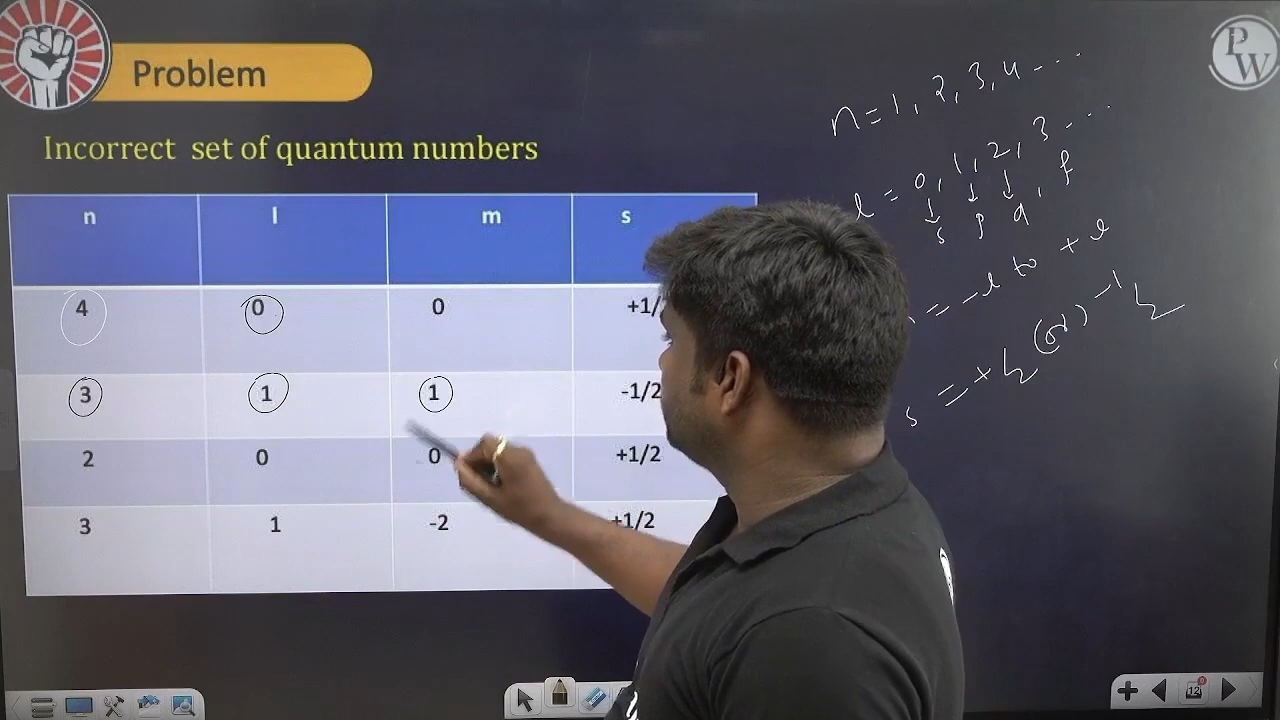 Problem
PW
Incorrect set of quantum numbers
n l m s
4 0 0 +1/
3 1 1 -1/2
2 0 0 +1/2
3 1 -2 +1/2
n = 1, 2, 3, 4 ...
l = 0, 1, 2, 3 ...
s p d, f
= -l to + l
s = + ½ (or) - ½
12